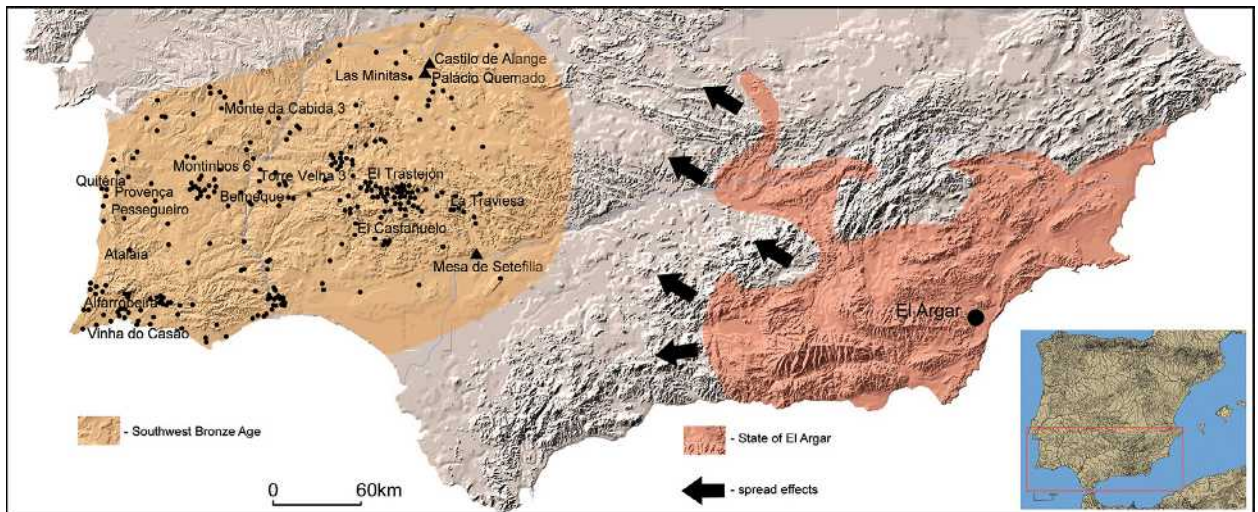 Castilo de Alange
Las Minitas
Palácio Quemado
Monte da Cabida 3
Montinhos 6
Torre Velha 3
El Trastejón
Quitéria
Provença
Belmeque
La Traviesa
Pessegueiro
El Castañuelo
Atalaia
Mesa de Setefilla
Alfarrobeira
Vinha do Casão
El Argar
- Southwest Bronze Age
- State of El Argar
0 60km
- spread effects